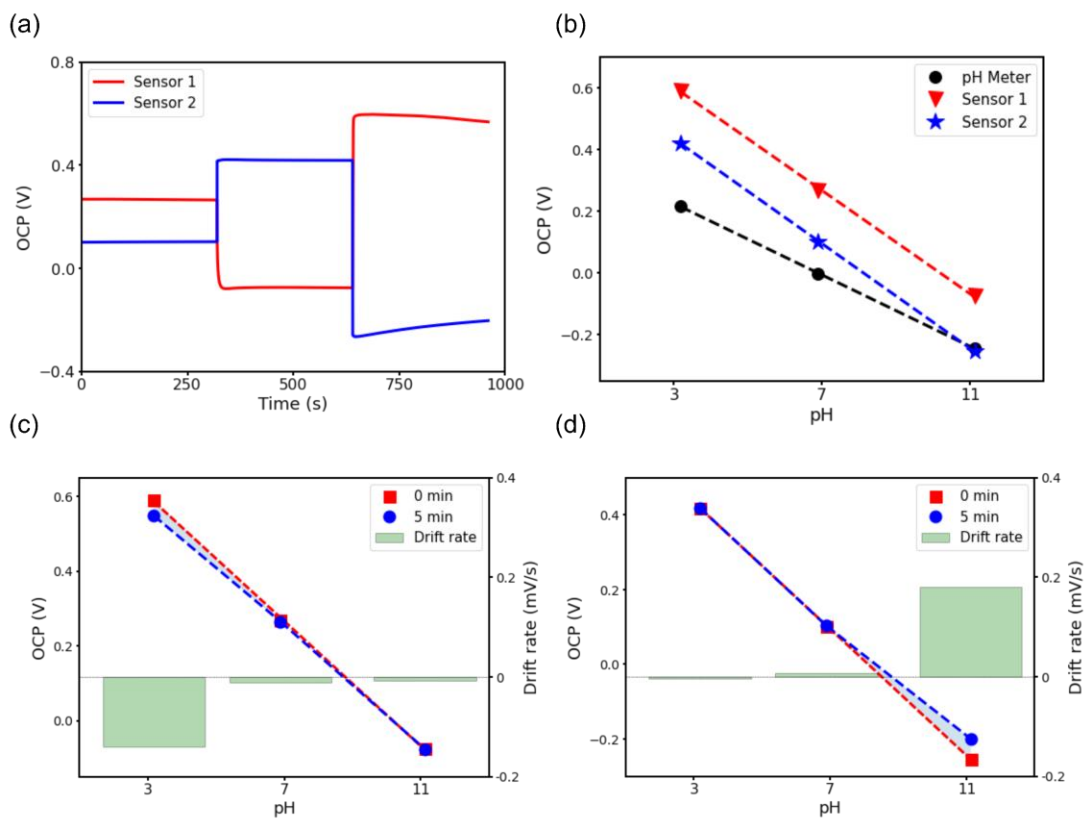 (a)
0.8
0.4
0.0
−0.4
OCP (V)
Sensor 1
Sensor 2
0
250
500
750
1000
Time (s)
(b)
0.6
0.4
0.2
0.0
−0.2
OCP (V)
pH Meter
Sensor 1
Sensor 2
3
7
11
pH
(c)
0.6
0.4
0.2
0.0
OCP (V)
0 min
5 min
Drift rate
0.4
0.2
0
-0.2
Drift rate (mV/s)
3
7
11
pH
(d)
0.4
0.2
0.0
−0.2
OCP (V)
0 min
5 min
Drift rate
0.4
0.2
0
-0.2
Drift rate (mV/s)
3
7
11
pH